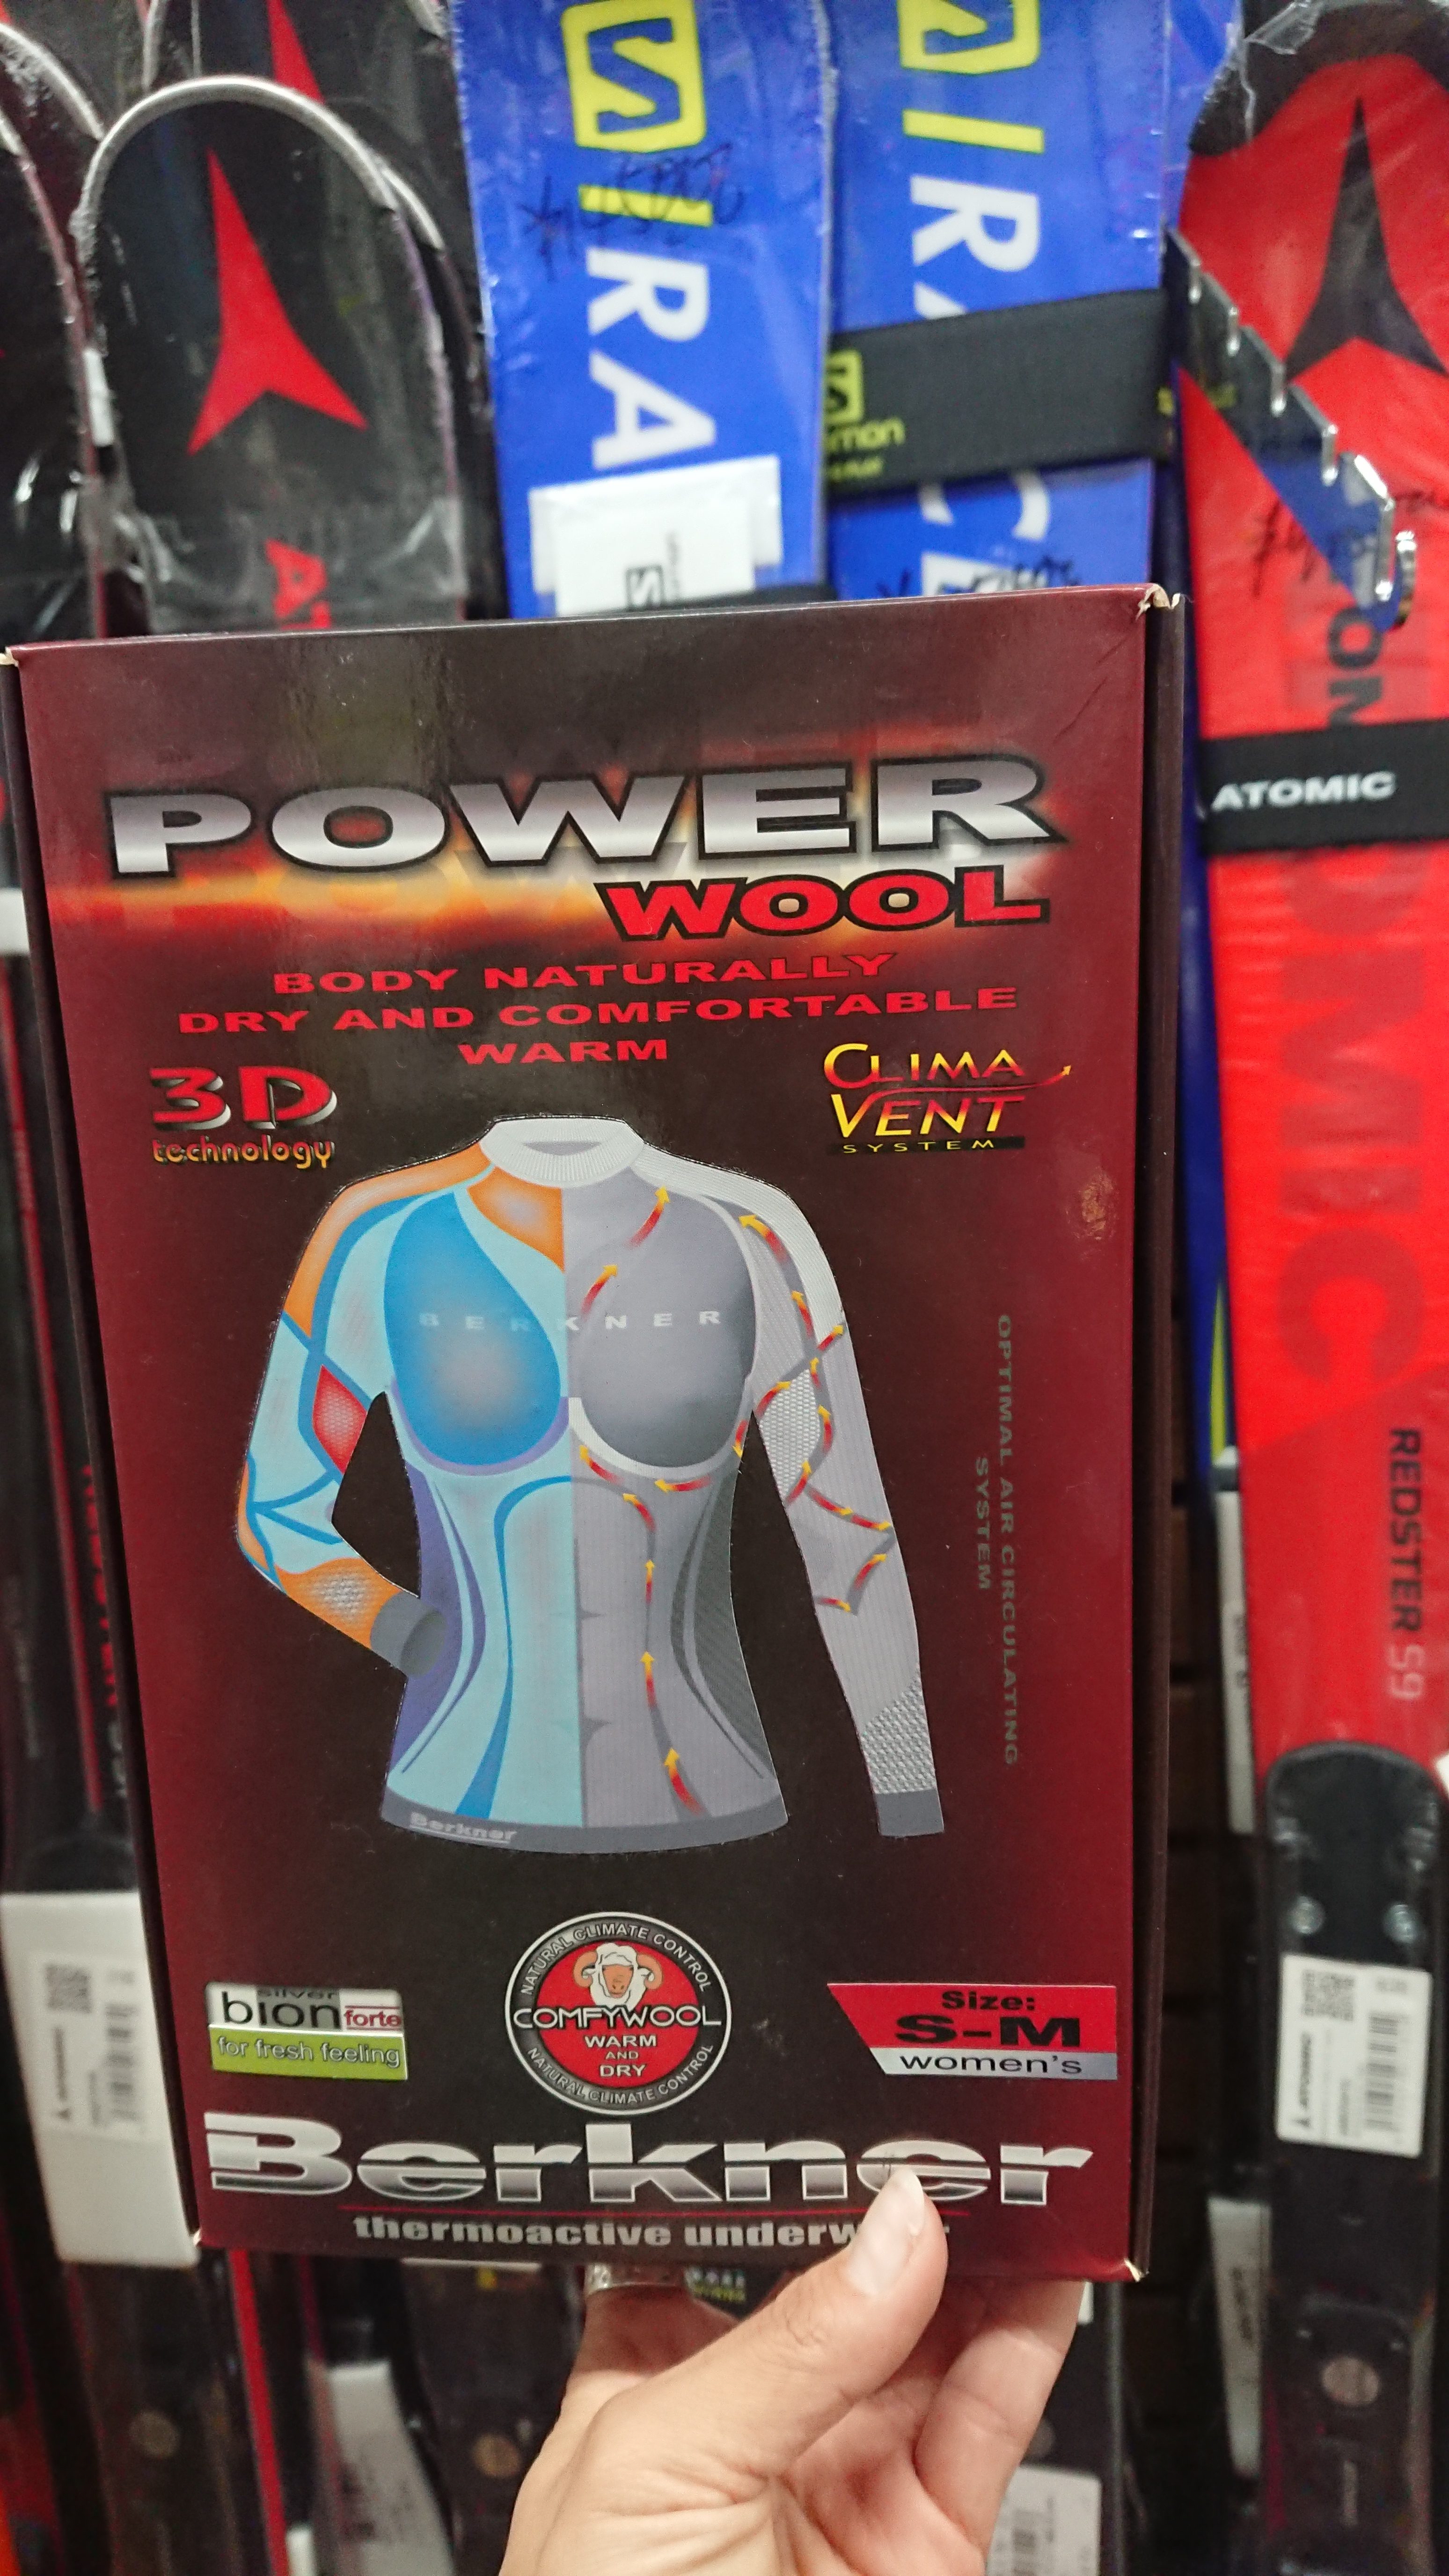 RA
RACE
ATOMIC
REDSTER S9
POWER
WOOL
BODY NATURALLY
DRY AND COMFORTABLE
WARM
3D
technology
CLIMA
VENT
SYSTEM
BERKNER
OPTIMAL AIR CIRCULATING
SYSTEM
Berkner
silver
bion forte
for fresh feeling
NATURAL CLIMATE CONTROL
COMFYWOOL
WARM
AND
DRY
NATURAL CLIMATE CONTROL
Size:
S-M
women's
Berkner
thermoactive